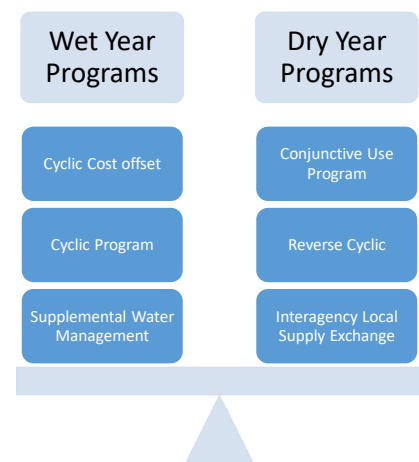 Wet Year
Programs
Cyclic Cost offset
Cyclic Program
Supplemental Water
Management
Dry Year
Programs
Conjunctive Use
Program
Reverse Cyclic
Interagency Local
Supply Exchange